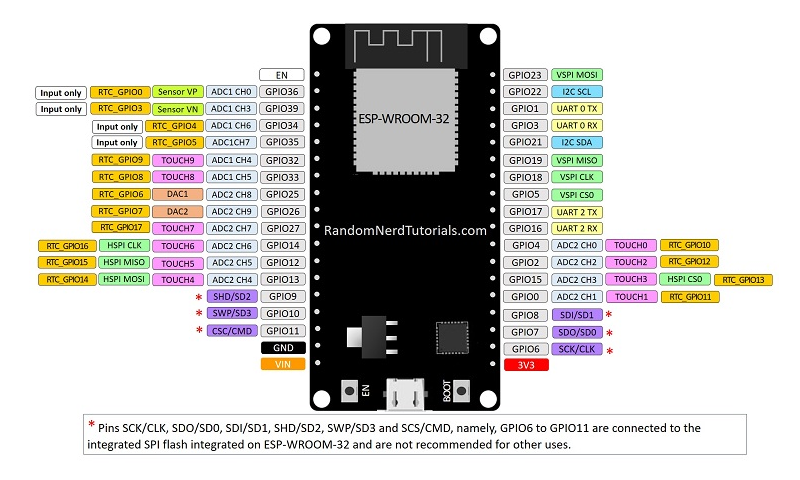 EN
Input only RTC_GPIO0 Sensor VP ADC1 CH0 GPIO36
Input only RTC_GPIO3 Sensor VN ADC1 CH3 GPIO39
Input only RTC_GPIO4 ADC1 CH6 GPIO34
Input only RTC_GPIO5 ADC1CH7 GPIO35
RTC_GPIO9 TOUCH9 ADC1 CH4 GPIO32
RTC_GPIO8 TOUCH8 ADC1 CH5 GPIO33
RTC_GPIO6 DAC1 ADC2 CH8 GPIO25
RTC_GPIO7 DAC2 ADC2 CH9 GPIO26
RTC_GPIO17 TOUCH7 ADC2 CH7 GPIO27
RTC_GPIO16 HSPI CLK TOUCH6 ADC2 CH6 GPIO14
RTC_GPIO15 HSPI MISO TOUCH5 ADC2 CH5 GPIO12
RTC_GPIO14 HSPI MOSI TOUCH4 ADC2 CH4 GPIO13
* SHD/SD2 GPIO9
* SWP/SD3 GPIO10
* CSC/CMD GPIO11
GND
VIN
ESP-WROOM-32
RandomNerdTutorials.com
EN
BOOT
GPIO23 VSPI MOSI
GPIO22 I2C SCL
GPIO1 UART 0 TX
GPIO3 UART 0 RX
GPIO21 I2C SDA
GPIO19 VSPI MISO
GPIO18 VSPI CLK
GPIO5 VSPI CS0
GPIO17 UART 2 TX
GPIO16 UART 2 RX
GPIO4 ADC2 CH0 TOUCH0 RTC_GPIO10
GPIO2 ADC2 CH2 TOUCH2 RTC_GPIO12
GPIO15 ADC2 CH3 TOUCH3 HSPI CS0 RTC_GPIO13
GPIO0 ADC2 CH1 TOUCH1 RTC_GPIO11
GPIO8 SDI/SD1 *
GPIO7 SDO/SD0 *
GPIO6 SCK/CLK *
3V3
* Pins SCK/CLK, SDO/SD0, SDI/SD1, SHD/SD2, SWP/SD3 and SCS/CMD, namely, GPIO6 to GPIO11 are connected to the
integrated SPI flash integrated on ESP-WROOM-32 and are not recommended for other uses.